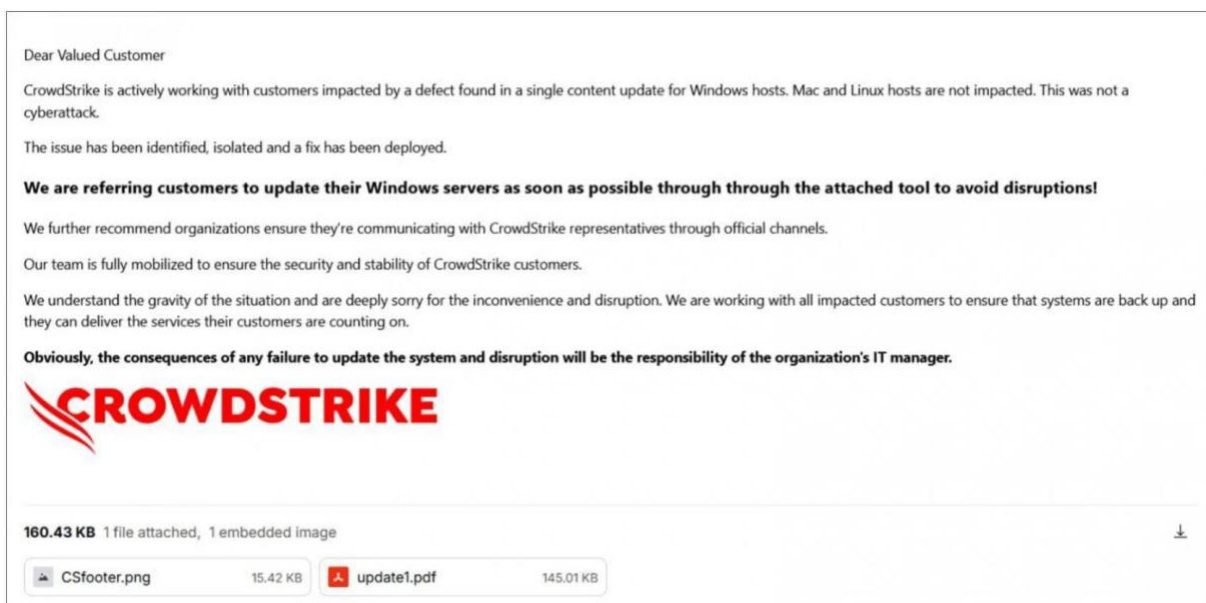 Dear Valued Customer
CrowdStrike is actively working with customers impacted by a defect found in a single content update for Windows hosts. Mac and Linux hosts are not impacted. This was not a
cyberattack.
The issue has been identified, isolated and a fix has been deployed.
We are referring customers to update their Windows servers as soon as possible through through the attached tool to avoid disruptions!
We further recommend organizations ensure they're communicating with CrowdStrike representatives through official channels.
Our team is fully mobilized to ensure the security and stability of CrowdStrike customers.
We understand the gravity of the situation and are deeply sorry for the inconvenience and disruption. We are working with all impacted customers to ensure that systems are back up and
they can deliver the services their customers are counting on.
Obviously, the consequences of any failure to update the system and disruption will be the responsibility of the organization's IT manager.
CROWDSTRIKE
160.43 KB 1 file attached, 1 embedded image
CSfooter.png 15.42 KB update1.pdf 145.01 KB